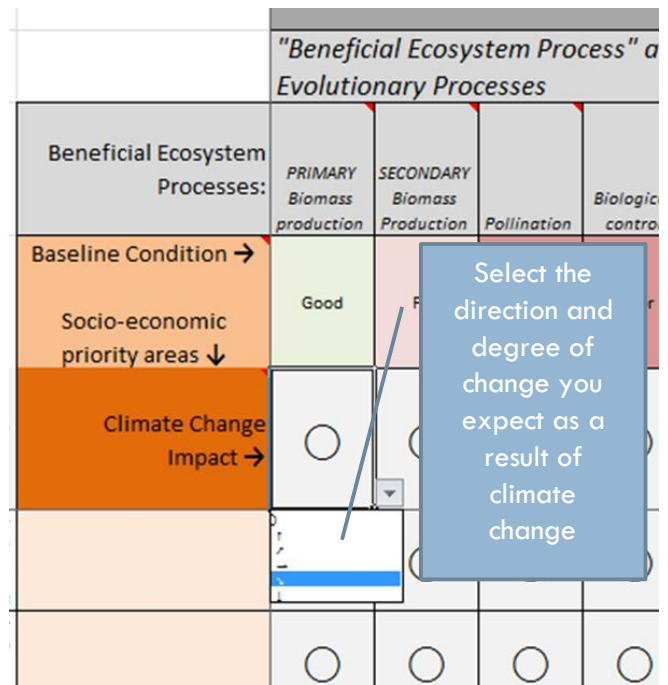 "Beneficial Ecosystem Process" a
Evolutionary Processes
Beneficial Ecosystem
Processes:
PRIMARY
Biomass
production
SECONDARY
Biomass
Production
Pollination
Biologica
control
Baseline Condition →
Socio-economic
priority areas ↓
Good
F
r
Select the
direction and
degree of
change you
expect as a
result of
climate
change
Climate Change
Impact →